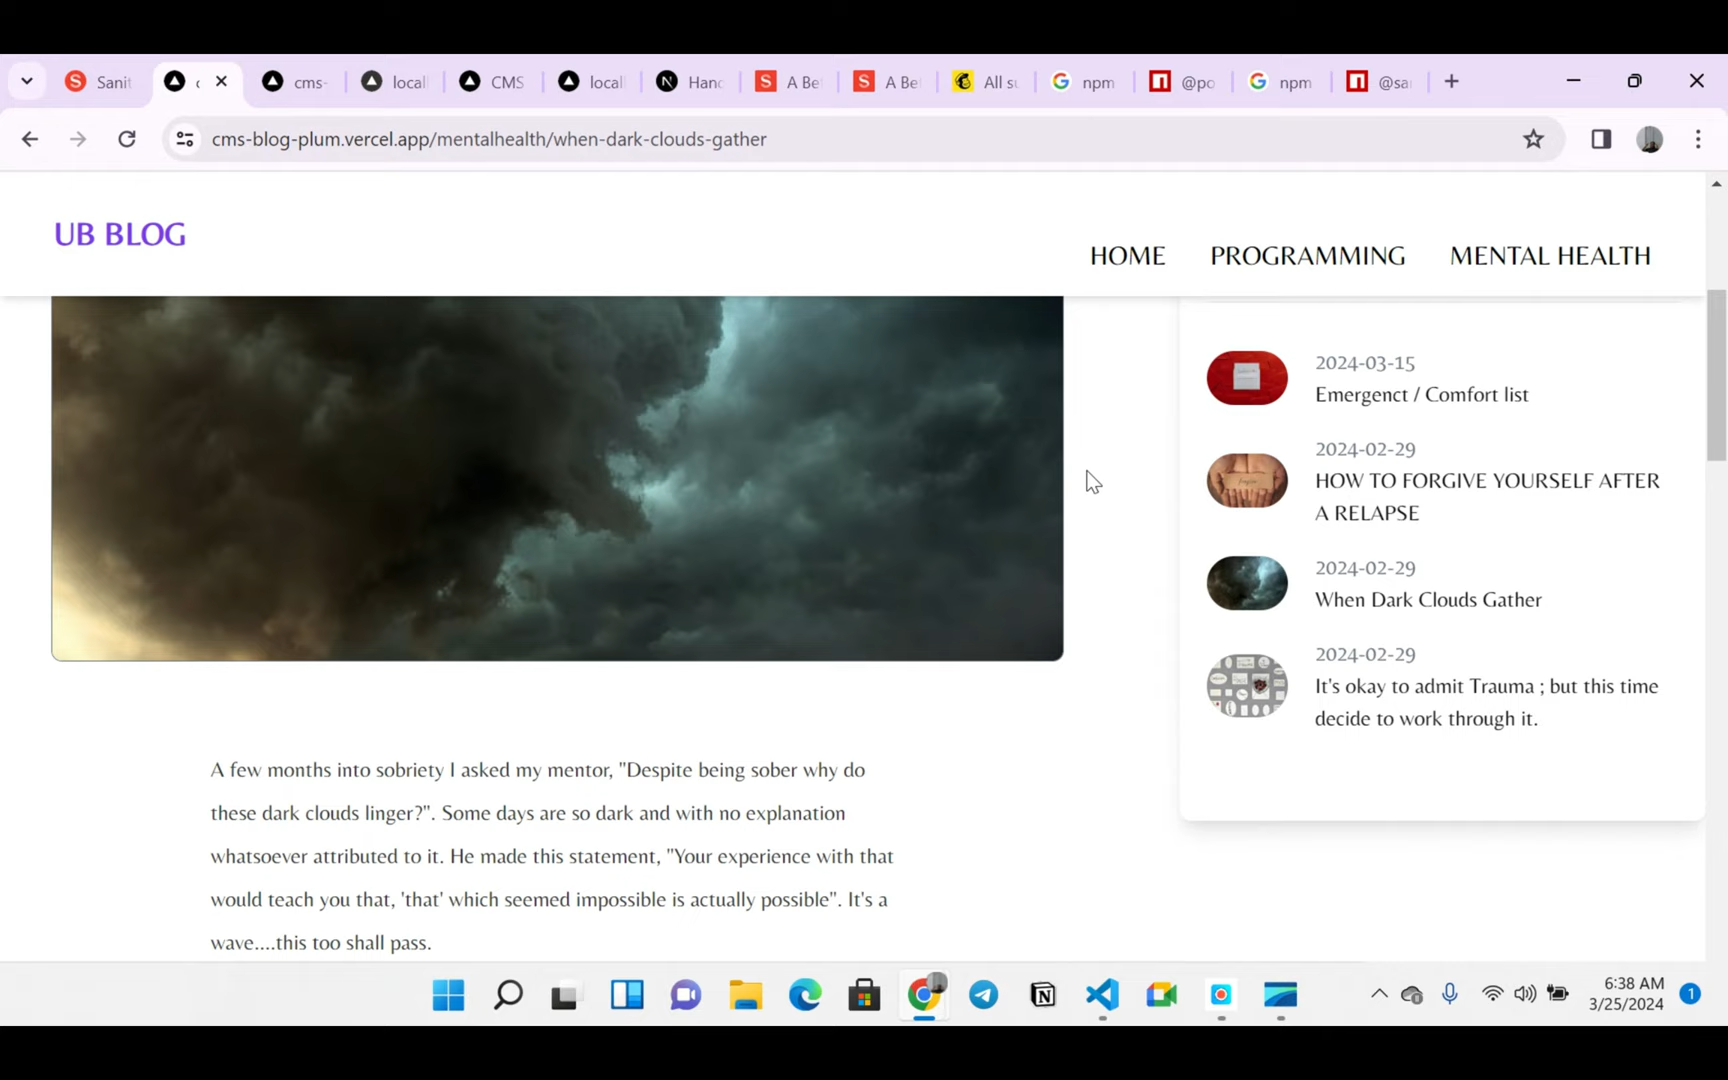 Sanit
c
cms-
locall
CMS
locall
Hand
A Be
A Be
All su
npm
@po
npm
@sa
cms-blog-plum.vercel.app/mentalhealth/when-dark-clouds-gather
UB BLOG
HOME
PROGRAMMING
MENTAL HEALTH
2024-03-15
Emergenct / Comfort list
2024-02-29
HOW TO FORGIVE YOURSELF AFTER
A RELAPSE
2024-02-29
When Dark Clouds Gather
2024-02-29
It's okay to admit Trauma ; but this time
decide to work through it.
A few months into sobriety I asked my mentor, "Despite being sober why do
these dark clouds linger?". Some days are so dark and with no explanation
whatsoever attributed to it. He made this statement, "Your experience with that
would teach you that, 'that' which seemed impossible is actually possible". It's a
wave....this too shall pass.
6:38 AM
3/25/2024
1